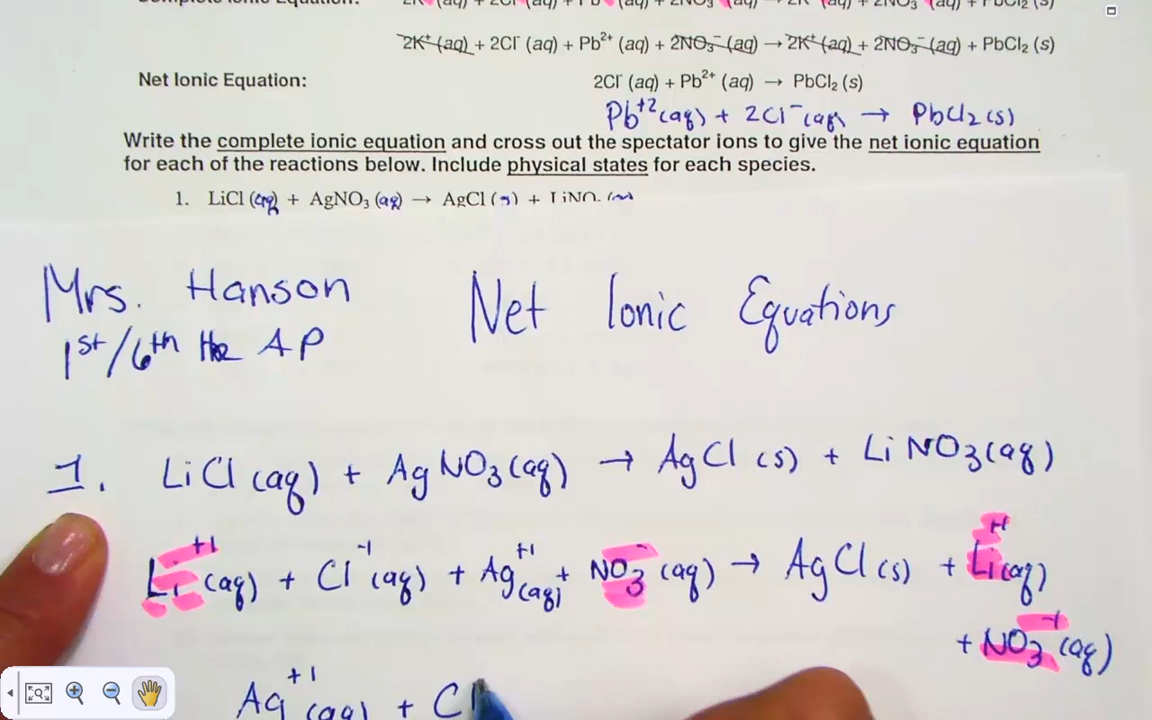 2K⁺(aq) + 2Cl⁻ (aq) + Pb²⁺ (aq) + 2NO₃⁻(aq) → 2K⁺(aq) + 2NO₃⁻(aq) + PbCl₂ (s)
Net Ionic Equation: 2Cl⁻ (aq) + Pb²⁺ (aq) → PbCl₂ (s)
Pb⁺²(aq) + 2Cl⁻(aq) → PbCl2(s)
Write the complete ionic equation and cross out the spectator ions to give the net ionic equation
for each of the reactions below. Include physical states for each species.
1. LiCl (aq) + AgNO₃ (aq) → AgCl (s) + LiNO₃
Mrs. Hanson Net Ionic Equations
1st/6th AP
1. LiCl (aq) + AgNO3(aq) → AgCl (s) + LiNO3(aq)
Li⁺¹(aq) + Cl⁻¹(aq) + Ag⁺¹(aq) + NO3⁻(aq) → AgCl(s) + Li⁺¹(aq)
+ NO3⁻¹(aq)
Ag⁺¹(aq) + Cl